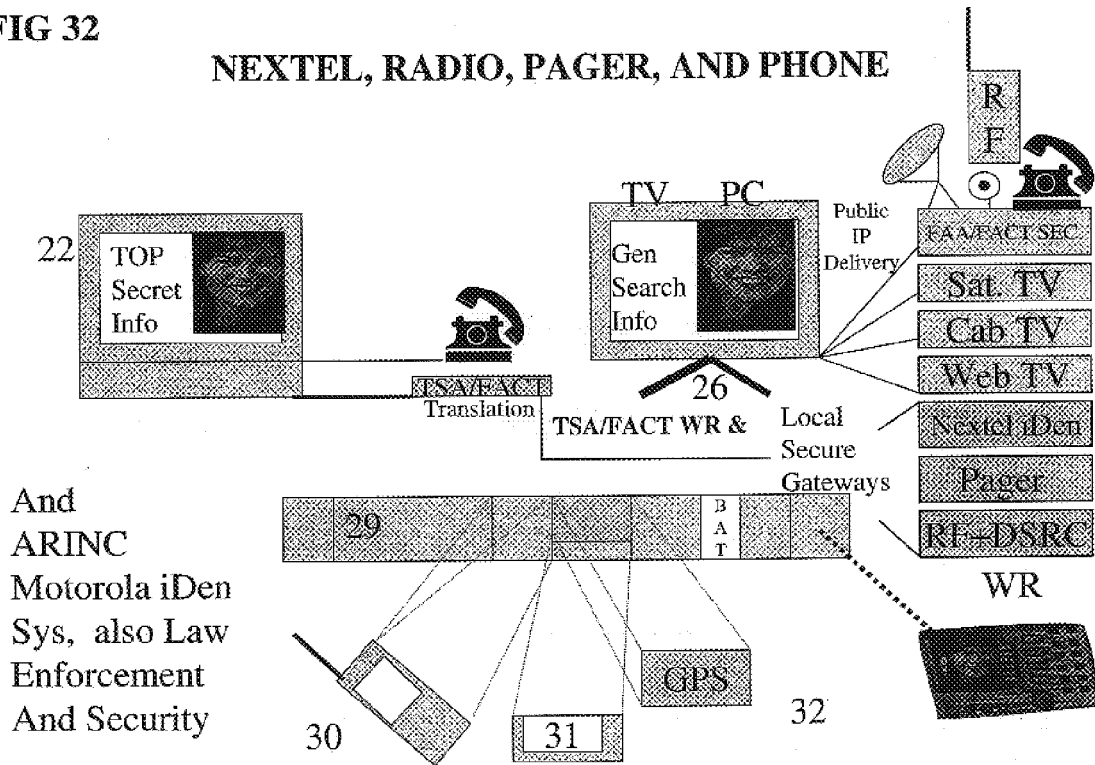 FIG 32
NEXTEL, RADIO, PAGER, AND PHONE
R
F
TV PC
Public
IP
Delivery
FAA/FACT SEC
22
TOP
Secret
Info
Gen
Search
Info
Sat. TV
Cab TV
Web TV
TSA/FACT
Translation
26
TSA/FACT WR &
Local
Secure
Gateways
Nextel iDen
Pager
RF+DSRC
WR
And
ARINC
Motorola iDen
Sys, also Law
Enforcement
And Security
29
B
A
T
GPS
30
31
32